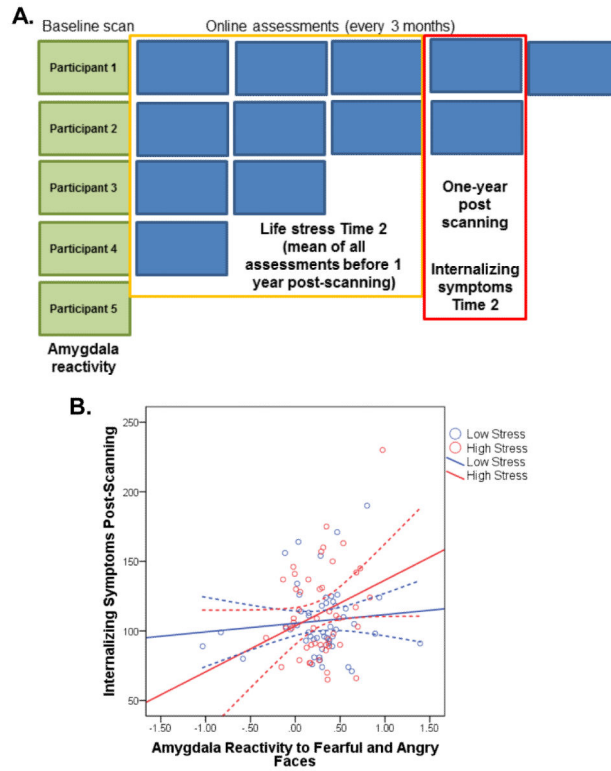 A.
Baseline scan
Online assessments (every 3 months)
Participant 1
Participant 2
Participant 3
Participant 4
Participant 5
Life stress Time 2
(mean of all
assessments before 1
year post-scanning)
One-year
post
scanning
Internalizing
symptoms
Time 2
Amygdala
reactivity
B.
Internalizing Symptoms Post-Scanning
250
200
150
100
50
-1.50
-1.00
-.50
.00
.50
1.00
1.50
Amygdala Reactivity to Fearful and Angry
Faces
Low Stress
High Stress
Low Stress
High Stress